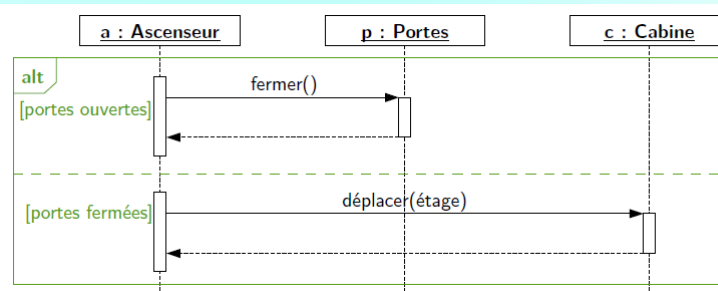 a : Ascenseur
p : Portes
c : Cabine
alt
fermer()
[portes ouvertes]
déplacer(étage)
[portes fermées]